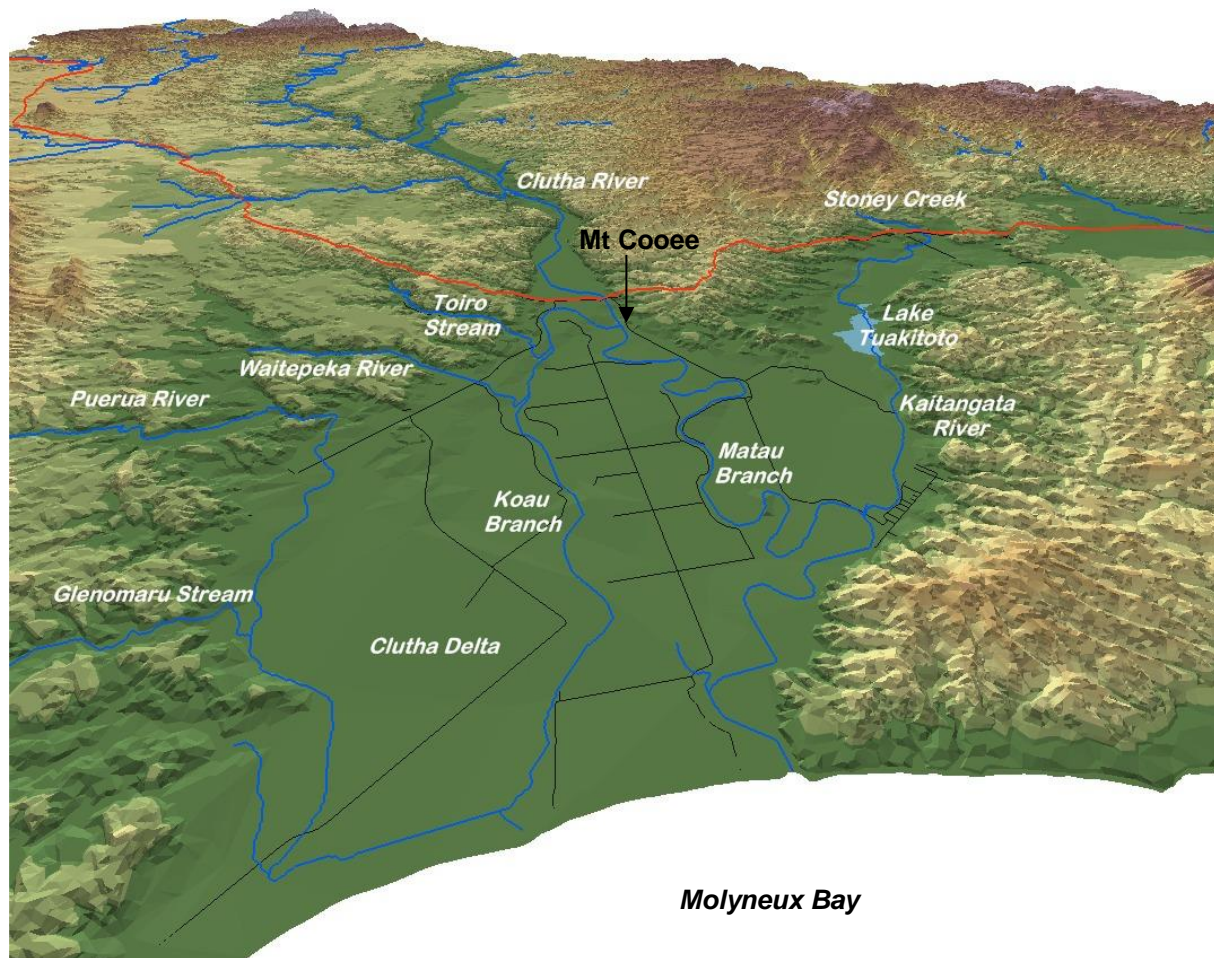 Clutha River
Stoney Creek
Mt Cooee
Toiro
Stream
Lake
Tuakitoto
Waitepeka River
Puerua River
Kaitangata
River
Matau
Branch
Koau
Branch
Glenomaru Stream
Clutha Delta
Molyneux Bay